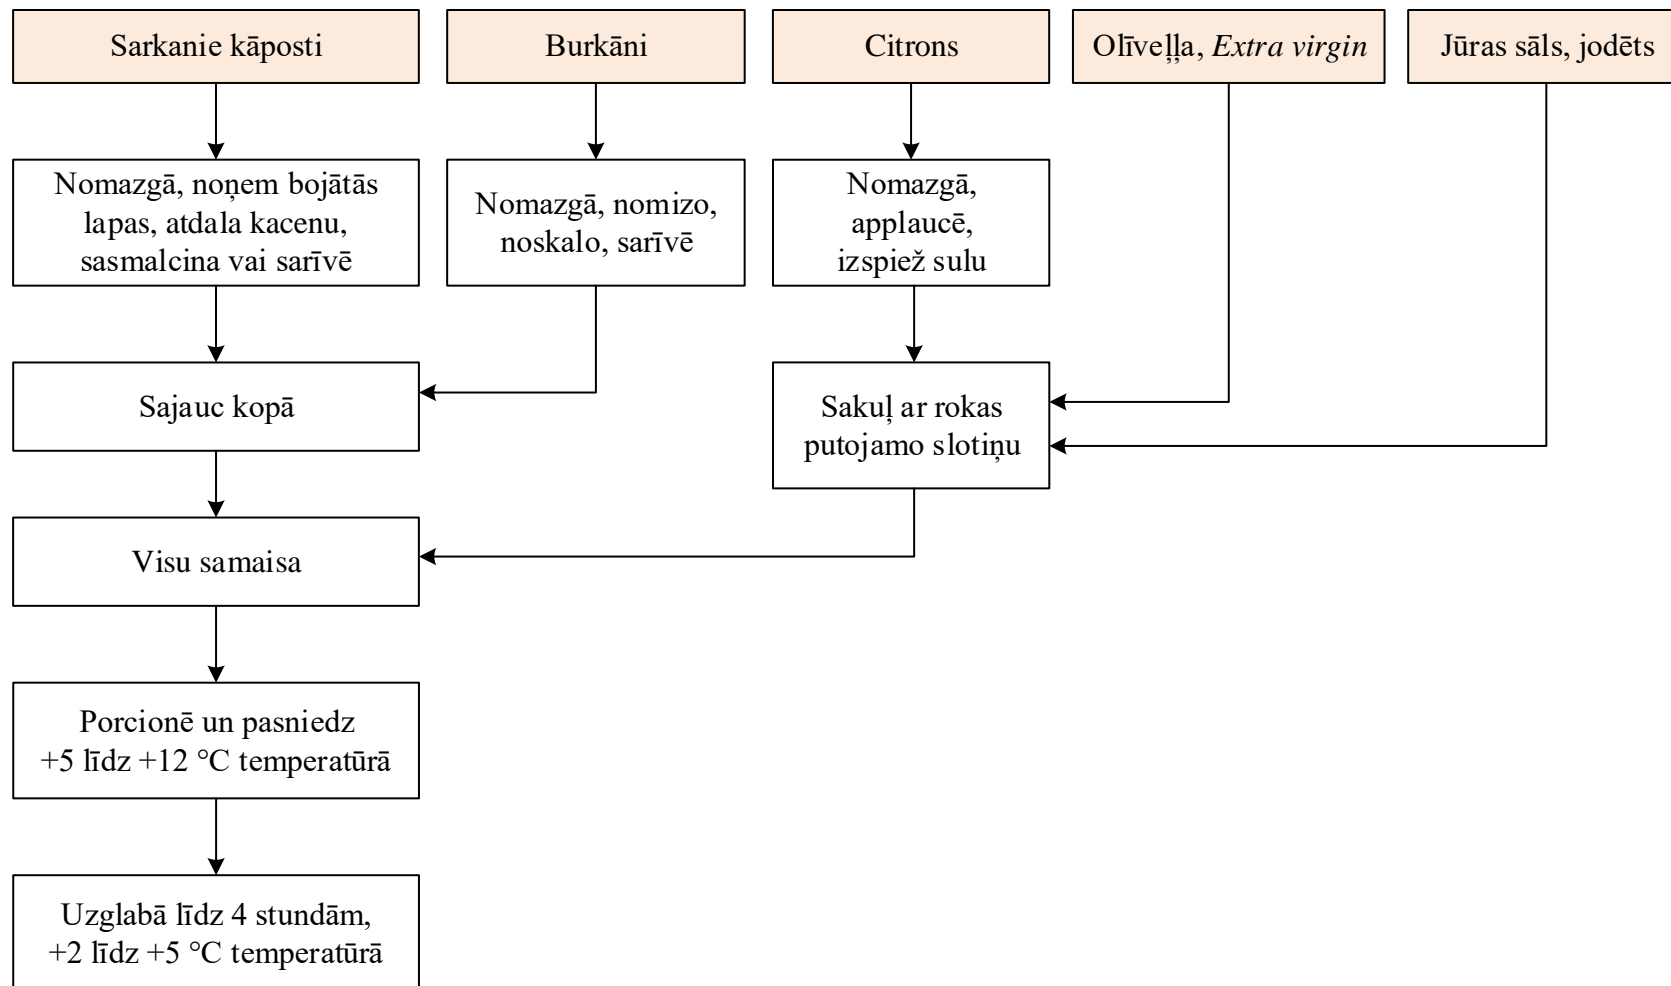 Sarkanie kāposti
Burkāni
Citrons
Olīveļļa, Extra virgin
Jūras sāls, jodēts
Nomazgā, noņem bojātās
lapas, atdala kacenu,
sasmalcina vai sarīvē
Nomazgā, nomizo,
noskalo, sarīvē
Nomazgā,
applaucē,
izspiež sulu
Sajauc kopā
Sakuļ ar rokas
putojamo slotiņu
Visu samaisa
Porcionē un pasniedz
+5 līdz +12 °C temperatūrā
Uzglabā līdz 4 stundām,
+2 līdz +5 °C temperatūrā